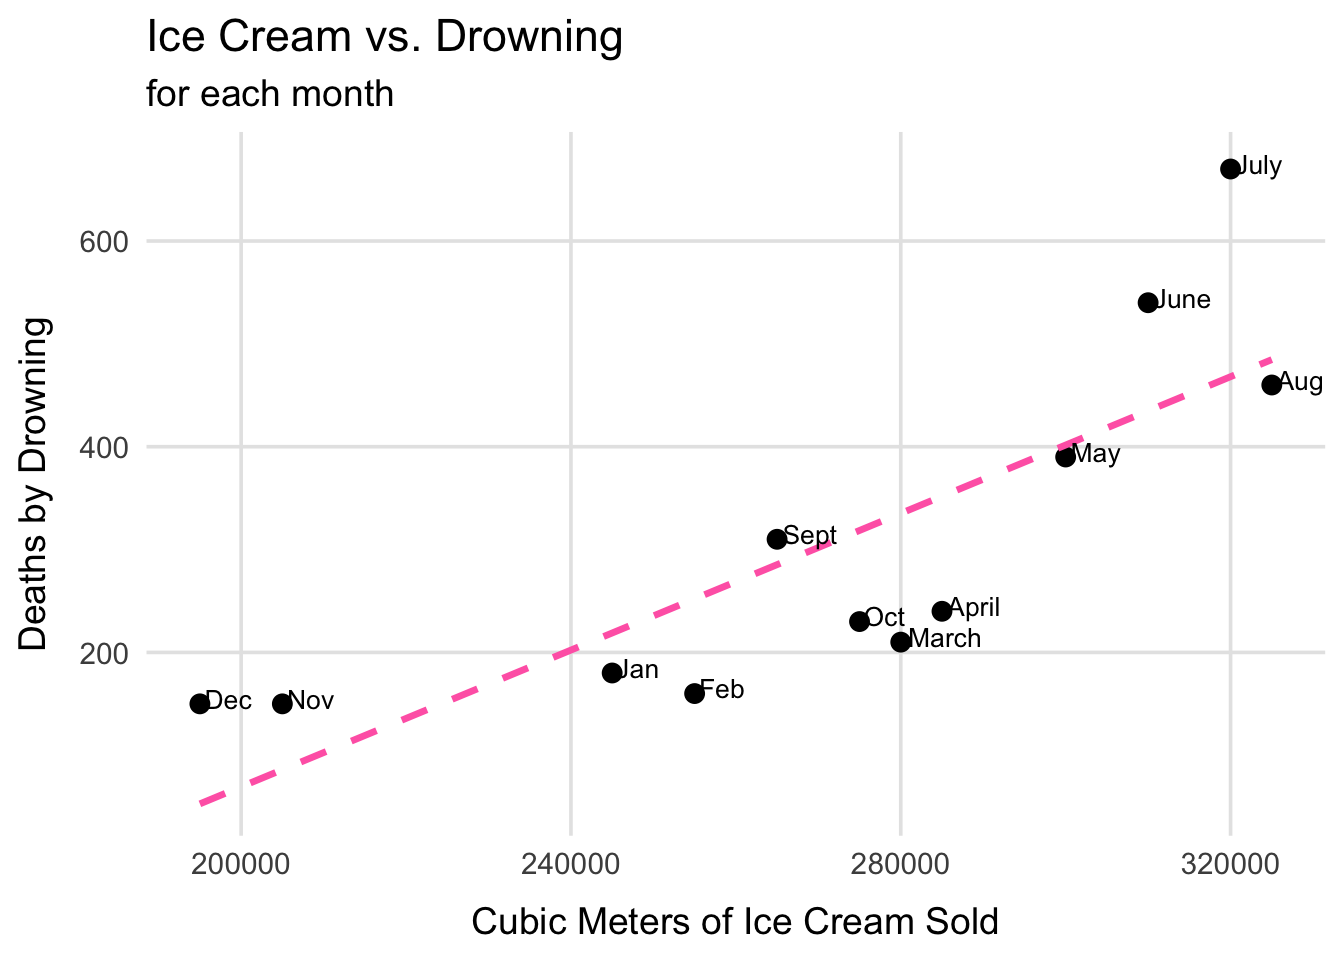 Ice Cream vs. Drowning
for each month
Deaths by Drowning
600
400
200
July
June
Aug
May
Sept
April
Oct
March
Jan
Feb
Dec
Nov
200000
240000
280000
320000
Cubic Meters of Ice Cream Sold